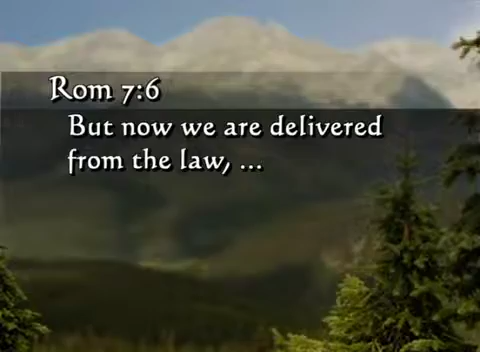 Rom 7:6
But now we are delivered
from the law, ...